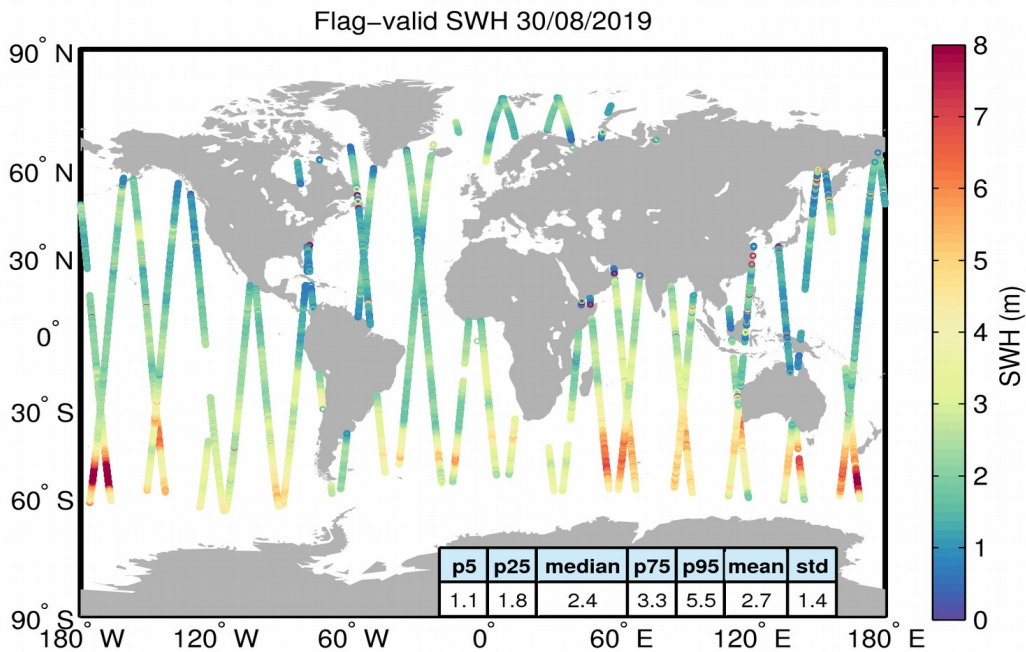 Flag–valid SWH 30/08/2019
90° N
60° N
30° N
0°
30° S
60° S
90° S
180° W
120° W
60° W
0°
60° E
120° E
180° E
8
7
6
5
4
3
2
1
0
SWH (m)
p5 p25 median p75 p95 mean std
1.1 1.8 2.4 3.3 5.5 2.7 1.4